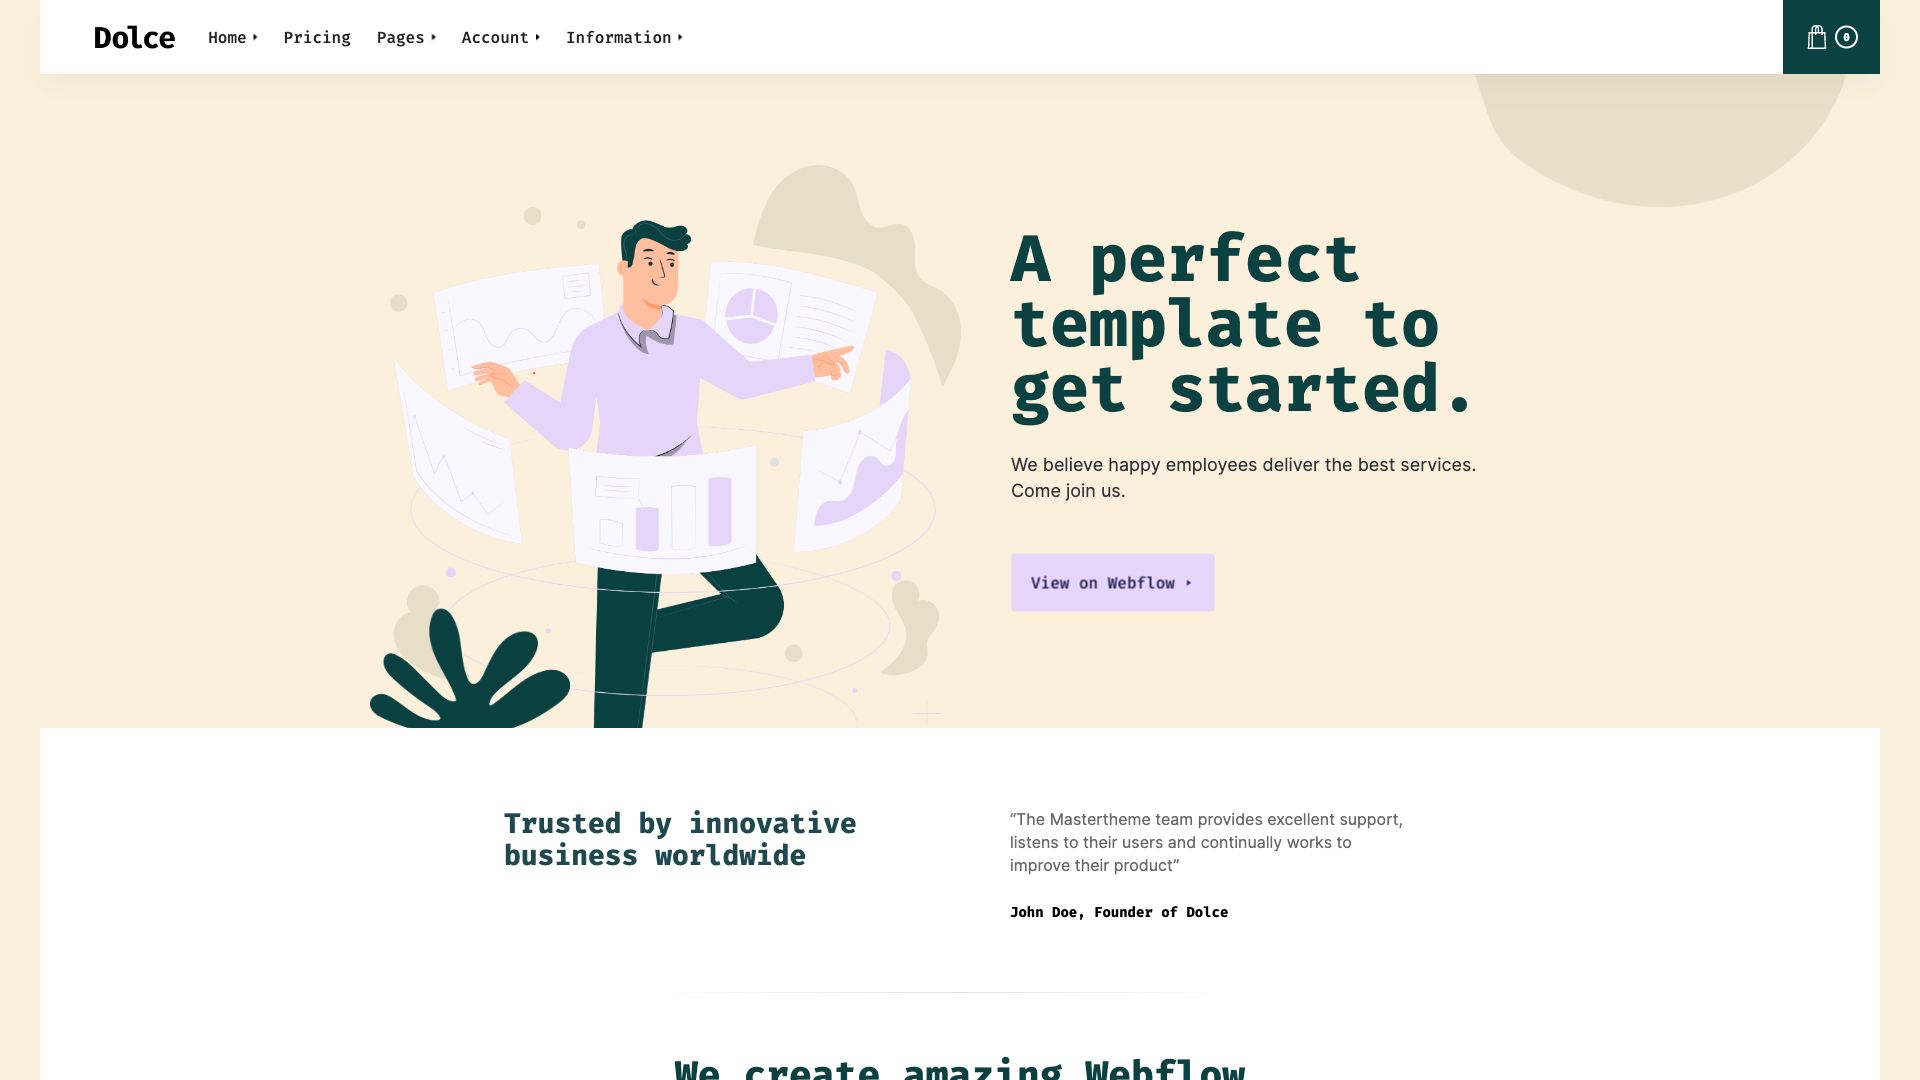 Dolce
Home Pricing Pages Account Information
0
A perfect
template to
get started.
We believe happy employees deliver the best services.
Come join us.
View on Webflow
Trusted by innovative
business worldwide
“The Mastertheme team provides excellent support,
listens to their users and continually works to
improve their product”
John Doe, Founder of Dolce
We create amazing Webflow